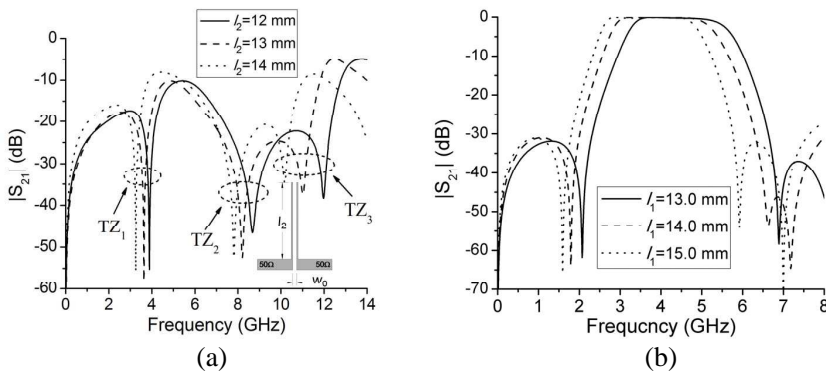 l2=12 mm
l2=13 mm
l2=14 mm
0
-10
-20
-30
-40
-50
-60
|S21| (dB)
TZ1
TZ2
TZ3
l2
50Ω
50Ω
w0
0 2 4 6 8 10 12 14
Frequency (GHz)
(a)
0
-10
-20
-30
-40
-50
-60
-70
|S2'| (dB)
l1=13.0 mm
l1=14.0 mm
l1=15.0 mm
0 1 2 3 4 5 6 7 8
Frequcncy (GHz)
(b)